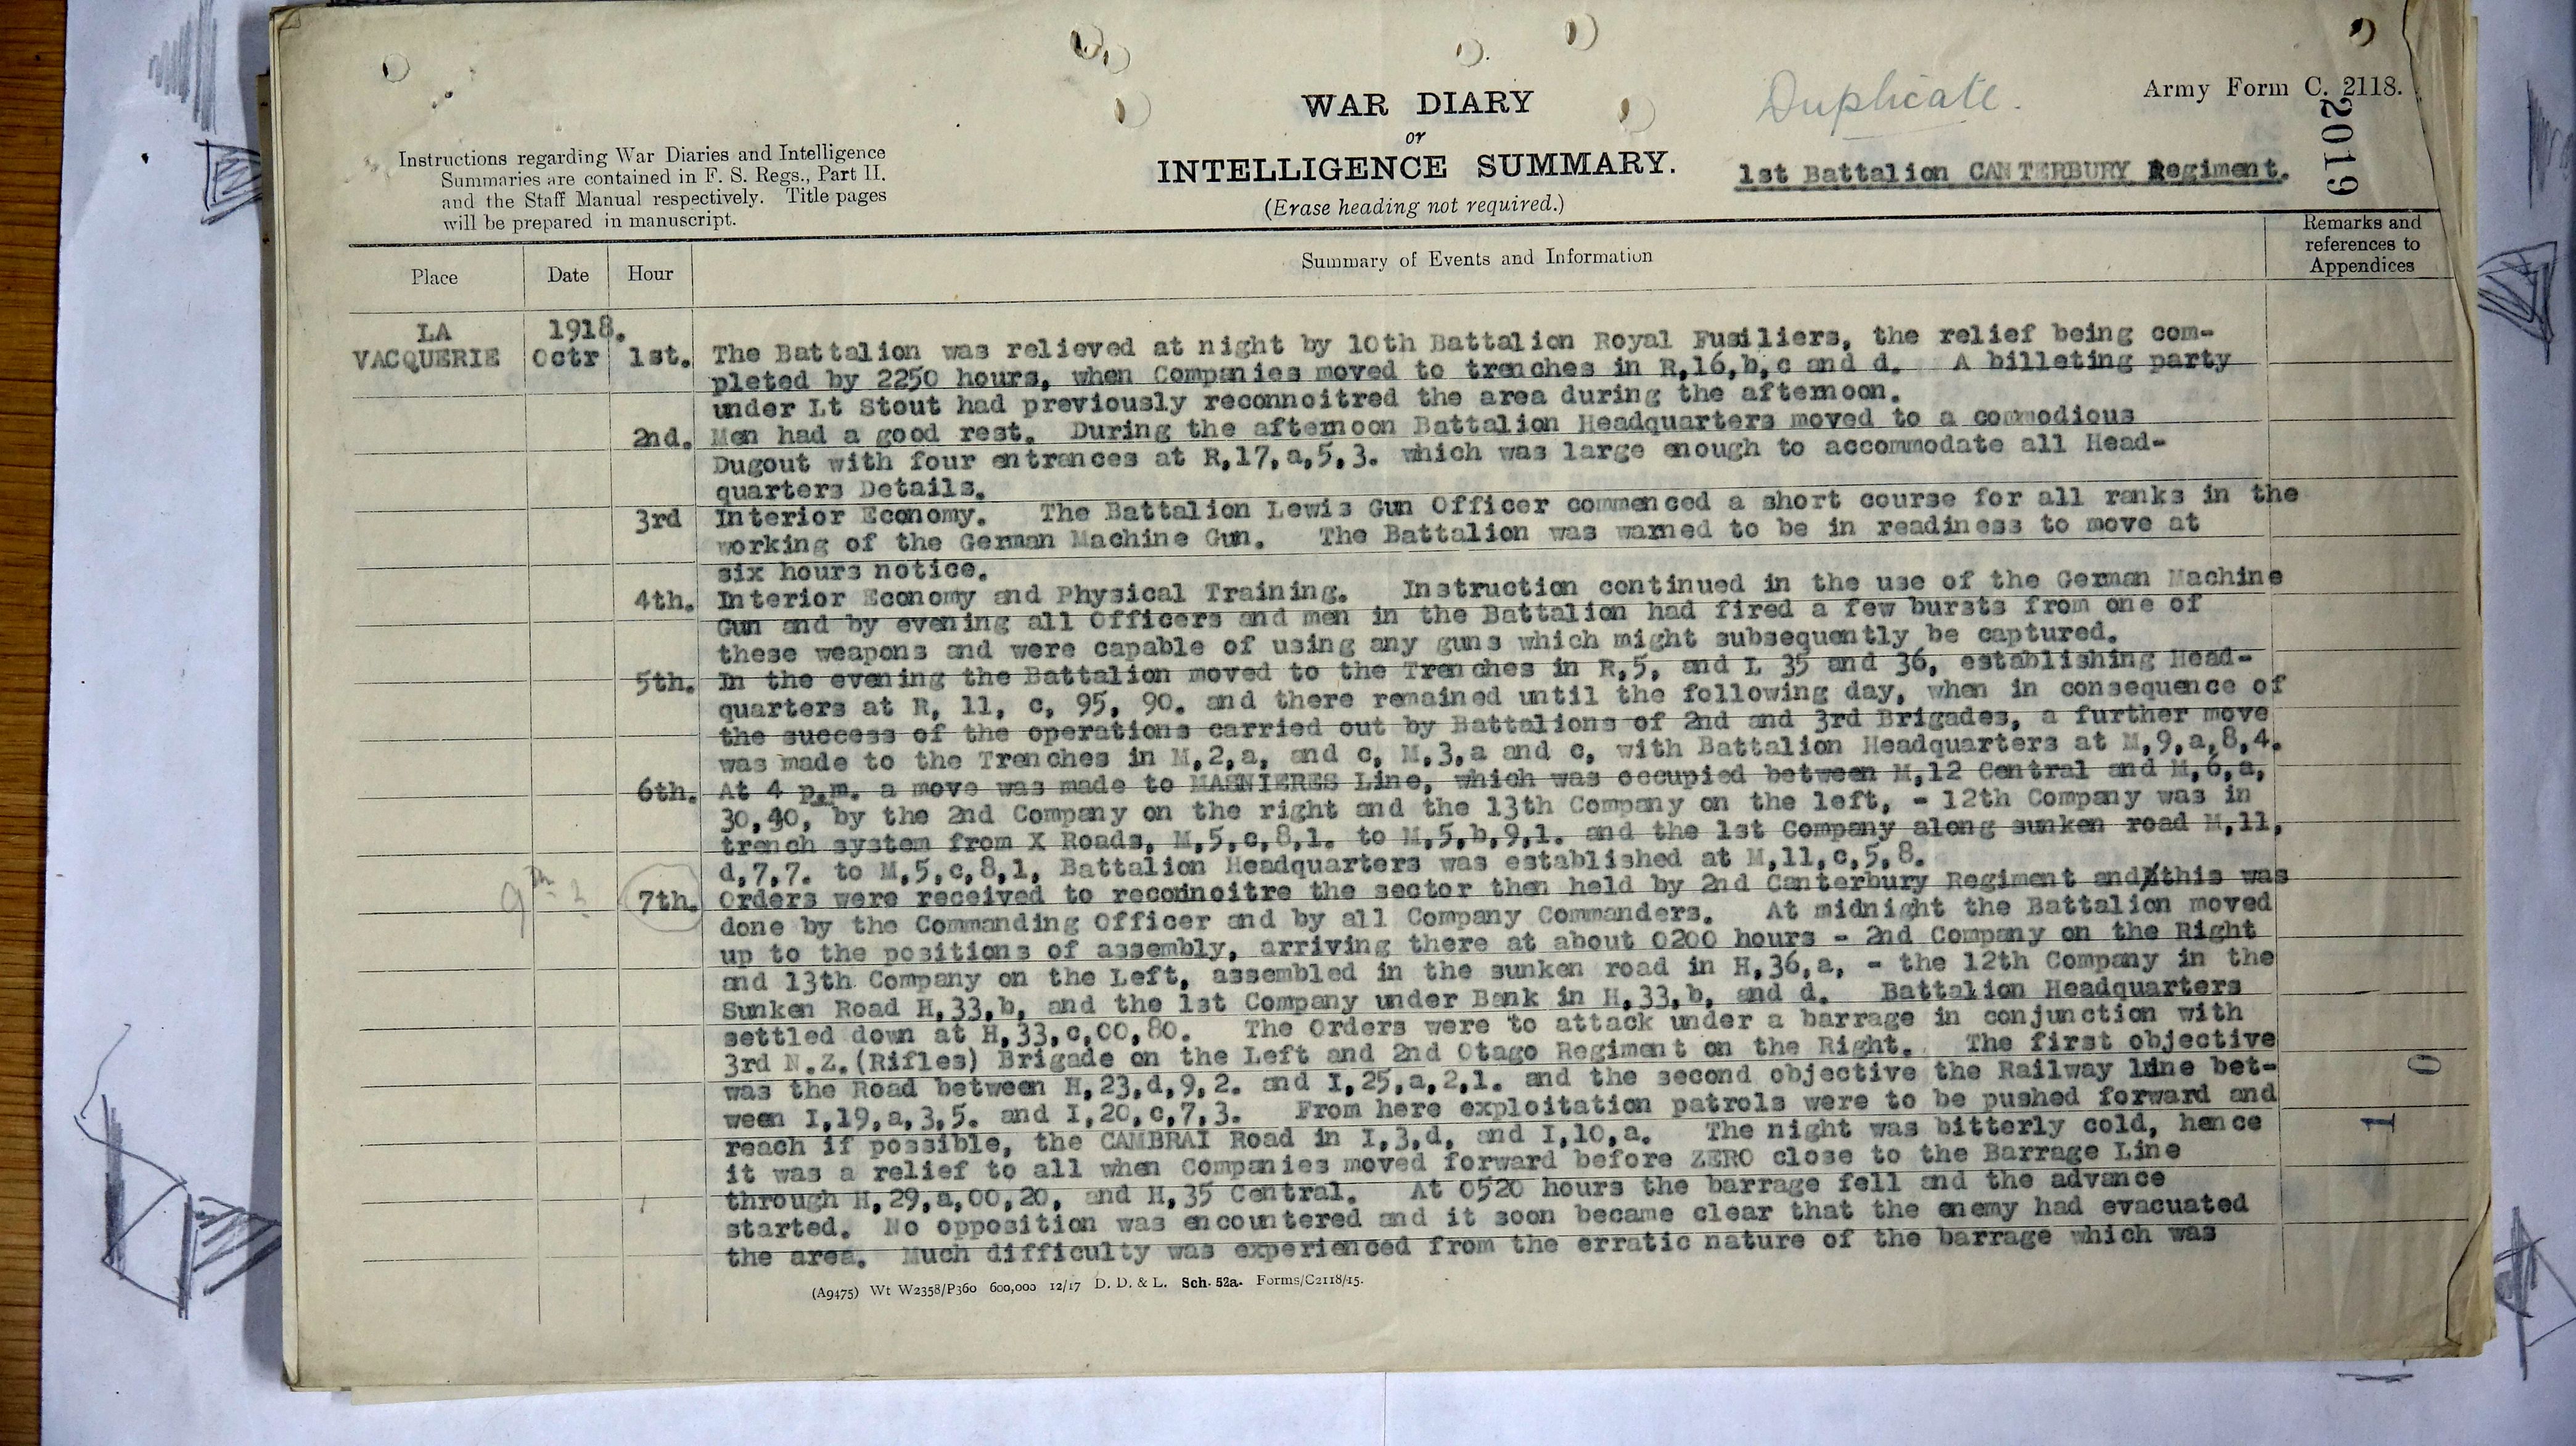 Duplicate.
Army Form C. 2118.
2019
WAR DIARY
or
INTELLIGENCE SUMMARY.
(Erase heading not required.)
Instructions regarding War Diaries and Intelligence
Summaries are contained in F. S. Regs., Part II.
and the Staff Manual respectively. Title pages
will be prepared in manuscript.
1st Battalion CANTERBURY Regiment.
Place
Date
Hour
Summary of Events and Information
Remarks and
references to
Appendices
LA
VACQUERIE
1918.
Octr
1st. The Battalion was relieved at night by 10th Battalion Royal Fusiliers, the relief being com-
pleted by 2250 hours, when Companies moved to trenches in R,16,b,c and d. A billeting party
under Lt Stout had previously reconnoitred the area during the afternoon.
2nd. Men had a good rest. During the afternoon Battalion Headquarters moved to a commodious
Dugout with four entrances at R,17,a,5,3. which was large enough to accommodate all Head-
quarters Details.
3rd Interior Economy. The Battalion Lewis Gun Officer commenced a short course for all ranks in the
working of the German Machine Gun. The Battalion was warned to be in readiness to move at
six hours notice.
4th. Interior Economy and Physical Training. Instruction continued in the use of the German Machine
Gun and by evening all Officers and men in the Battalion had fired a few bursts from one of
these weapons and were capable of using any guns which might subsequently be captured.
5th. In the evening the Battalion moved to the Trenches in R,5, and L 35 and 36, establishing Head-
quarters at R, 11, c, 95, 90. and there remained until the following day, when in consequence of
the success of the operations carried out by Battalions of 2nd and 3rd Brigades, a further move
was made to the Trenches in M,2,a, and c, M,3,a and c, with Battalion Headquarters at M,9,a,8,4.
6th. At 4 p.m. a move was made to MASNIERES Line, which was occupied between M,12 Central and M,6,a,
30,40, by the 2nd Company on the right and the 13th Company on the left, - 12th Company was in
trench system from X Roads, M,5,c,8,1. to M,5,b,9,1. and the 1st Company along sunken road M,11,
d,7,7. to M,5,c,8,1, Battalion Headquarters was established at M,11,c,5,8.
9th ?
7th. Orders were received to reconnoitre the sector then held by 2nd Canterbury Regiment and this was
done by the Commanding Officer and by all Company Commanders. At midnight the Battalion moved
up to the positions of assembly, arriving there at about 0200 hours - 2nd Company on the Right
and 13th Company on the Left, assembled in the sunken road in H,36,a, - the 12th Company in the
Sunken Road H,33,b, and the 1st Company under Bank in H,33,b, and d. Battalion Headquarters
settled down at H,33,c,00,80. The Orders were to attack under a barrage in conjunction with
3rd N.Z.(Rifles) Brigade on the Left and 2nd Otago Regiment on the Right. The first objective
was the Road between H,23,d,9,2. and I,25,a,2,1. and the second objective the Railway line bet-
ween I,19,a,3,5. and I,20,c,7,3. From here exploitation patrols were to be pushed forward and
reach if possible, the CAMBRAI Road in I,3,d, and I,10,a. The night was bitterly cold, hence
it was a relief to all when Companies moved forward before ZERO close to the Barrage Line
through H,29,a,00,20, and H,35 Central. At 0520 hours the barrage fell and the advance
started. No opposition was encountered and it soon became clear that the enemy had evacuated
the area. Much difficulty was experienced from the erratic nature of the barrage which was
1 0
(A9475) Wt W2358/P360 600,000 12/17 D. D. & L. Sch. 52a. Forms/C2118/15.